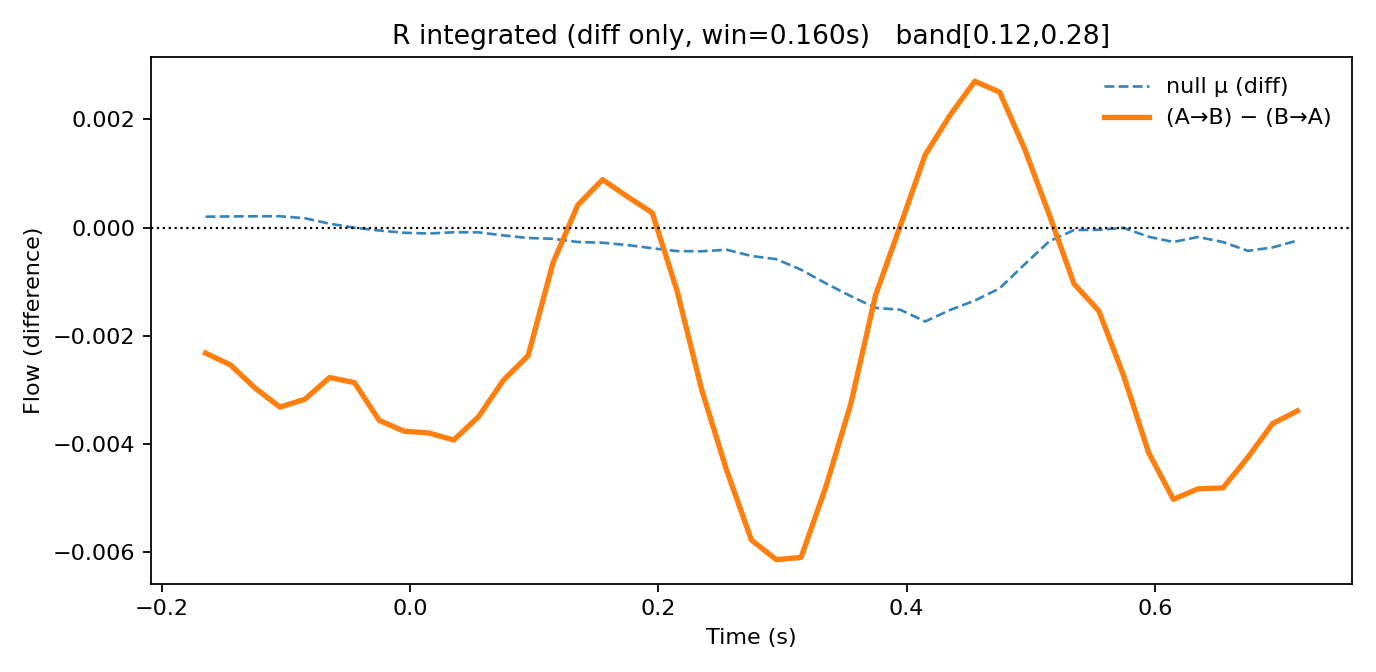 R integrated (diff only, win=0.160s)   band[0.12,0.28]
null μ (diff)
(A→B) − (B→A)
Flow (difference)
0.002
0.000
−0.002
−0.004
−0.006
−0.2
0.0
0.2
0.4
0.6
Time (s)